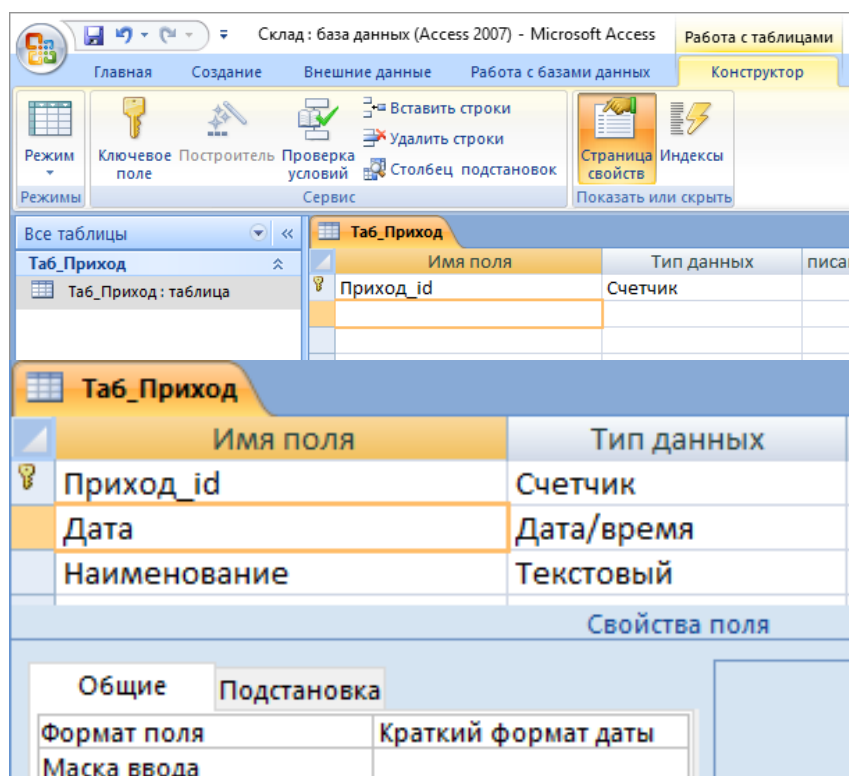 Склад : база данных (Access 2007) - Microsoft Access
Работа с таблицами
Главная Создание Внешние данные Работа с базами данных Конструктор
Режим
Режимы
Ключевое поле
Построитель
Проверка условий
Вставить строки
Удалить строки
Столбец подстановок
Сервис
Страница свойств
Индексы
Показать или скрыть
Все таблицы
Таб_Приход
Таб_Приход : таблица
Таб_Приход
Имя поля Тип данных писа
Приход_id Счетчик
Таб_Приход
Имя поля Тип данных
Приход_id Счетчик
Дата Дата/время
Наименование Текстовый
Свойства поля
Общие Подстановка
Формат поля Краткий формат даты
Маска ввода